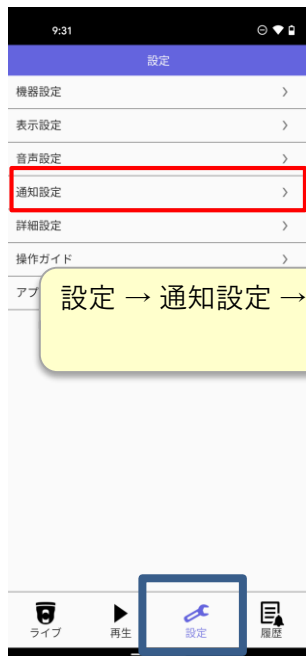 9:31
設定
機器設定
表示設定
音声設定
通知設定
詳細設定
操作ガイド
アプ
設定 → 通知設定 →
ライブ
再生
設定
履歴